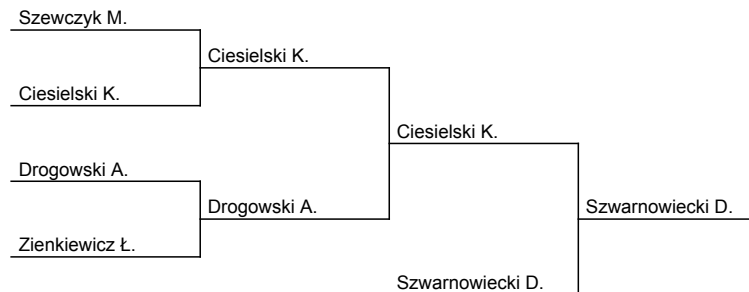 Szewczyk M.
Ciesielski K.
Ciesielski K.
Ciesielski K.
Drogowski A.
Szwarnowiecki D.
Drogowski A.
Zienkiewicz Ł.
Szwarnowiecki D.